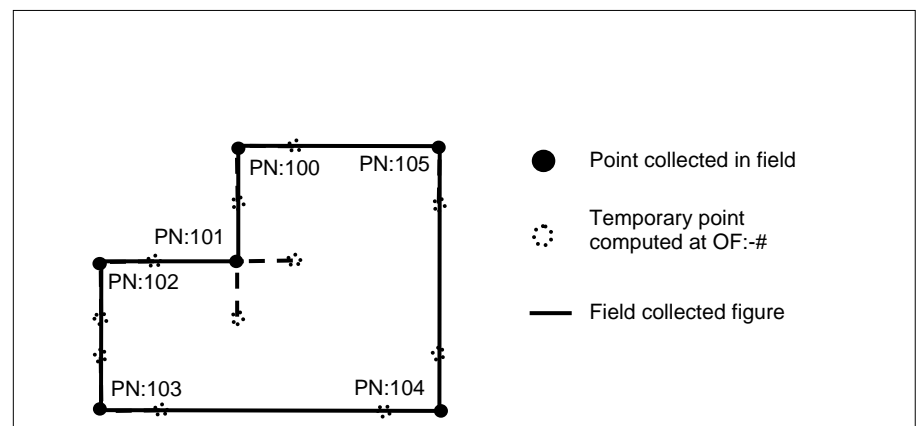 PN:100
PN:105
PN:101
PN:102
PN:103
PN:104
Point collected in field
Temporary point
computed at OF:-#
Field collected figure